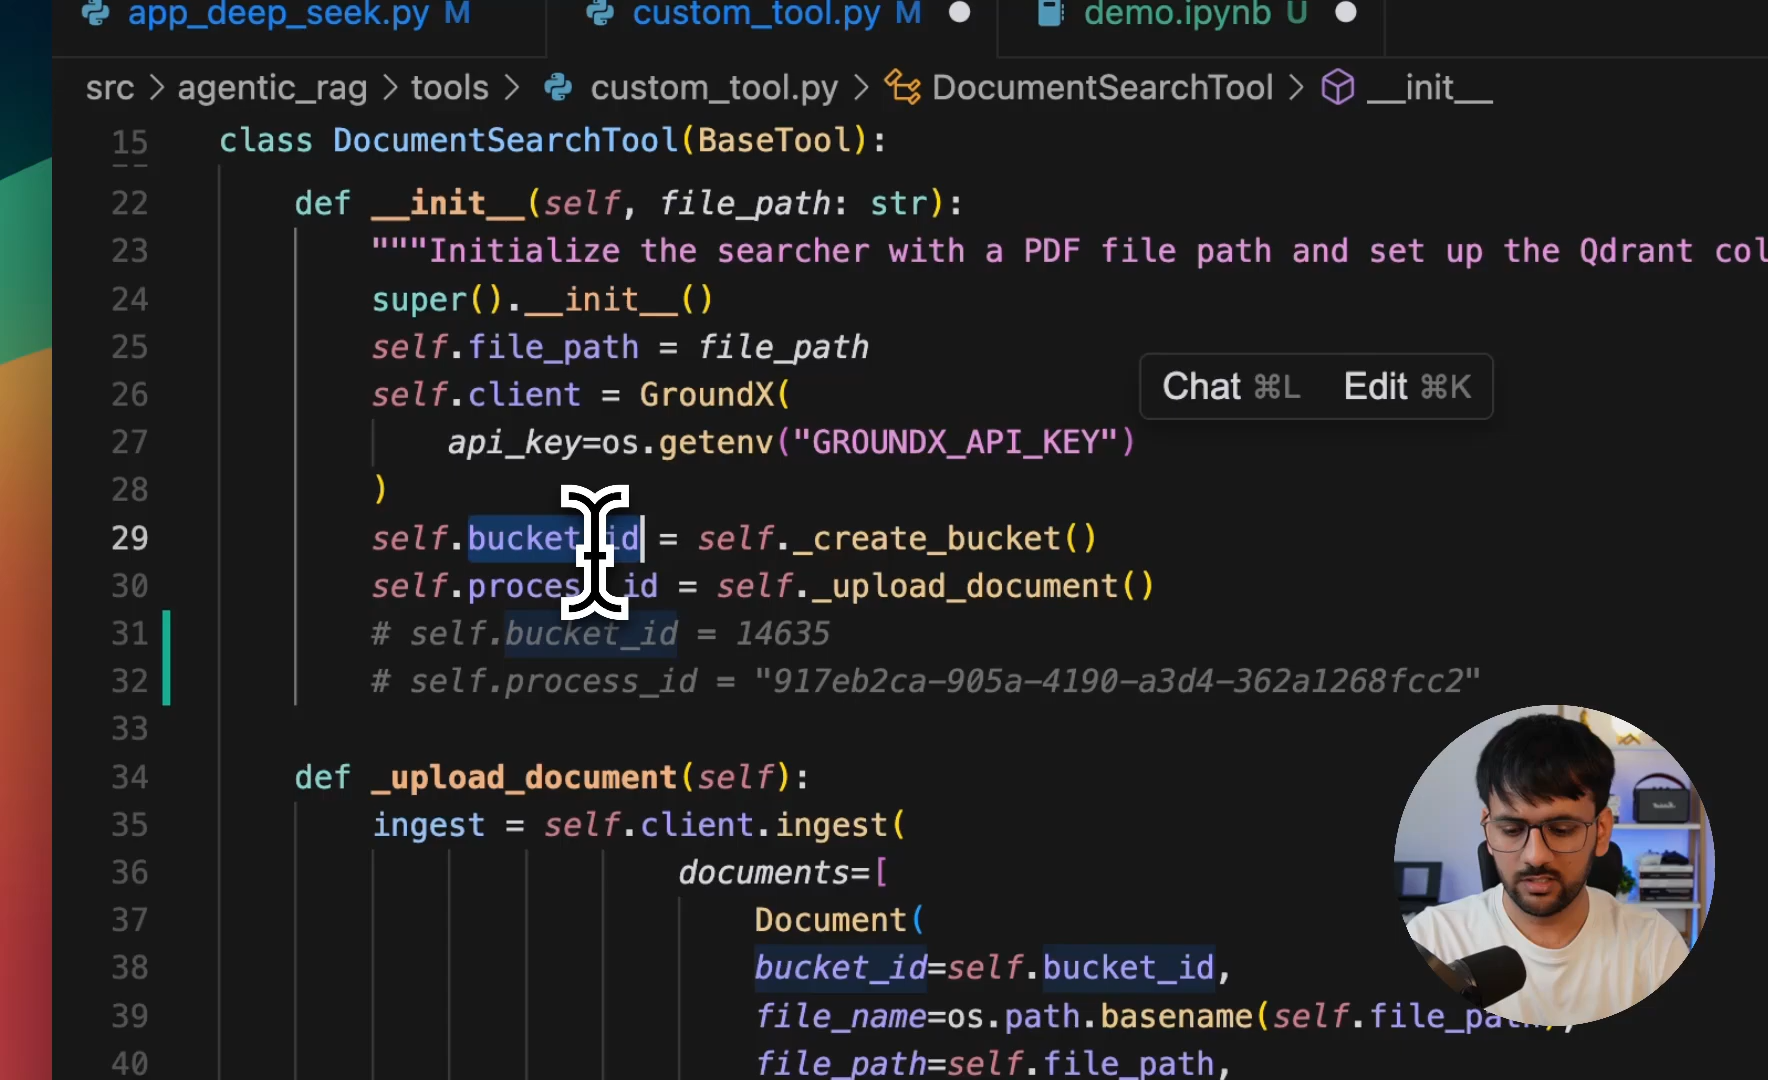 app_deep_seek.py M custom_tool.py M demo.ipynb U
src > agentic_rag > tools > custom_tool.py > DocumentSearchTool > __init__
15 class DocumentSearchTool(BaseTool):
22 def __init__(self, file_path: str):
23 """Initialize the searcher with a PDF file path and set up the Qdrant col
24 super().__init__()
25 self.file_path = file_path
26 self.client = GroundX(
Chat ⌘L Edit ⌘K
27 api_key=os.getenv("GROUNDX_API_KEY")
28 )
29 self.bucket_id = self._create_bucket()
30 self.process_id = self._upload_document()
31 # self.bucket_id = 14635
32 # self.process_id = "917eb2ca-905a-4190-a3d4-362a1268fcc2"
33
34 def _upload_document(self):
35 ingest = self.client.ingest(
36 documents=[
37 Document(
38 bucket_id=self.bucket_id,
39 file_name=os.path.basename(self.file_path),
40 file_path=self.file_path,